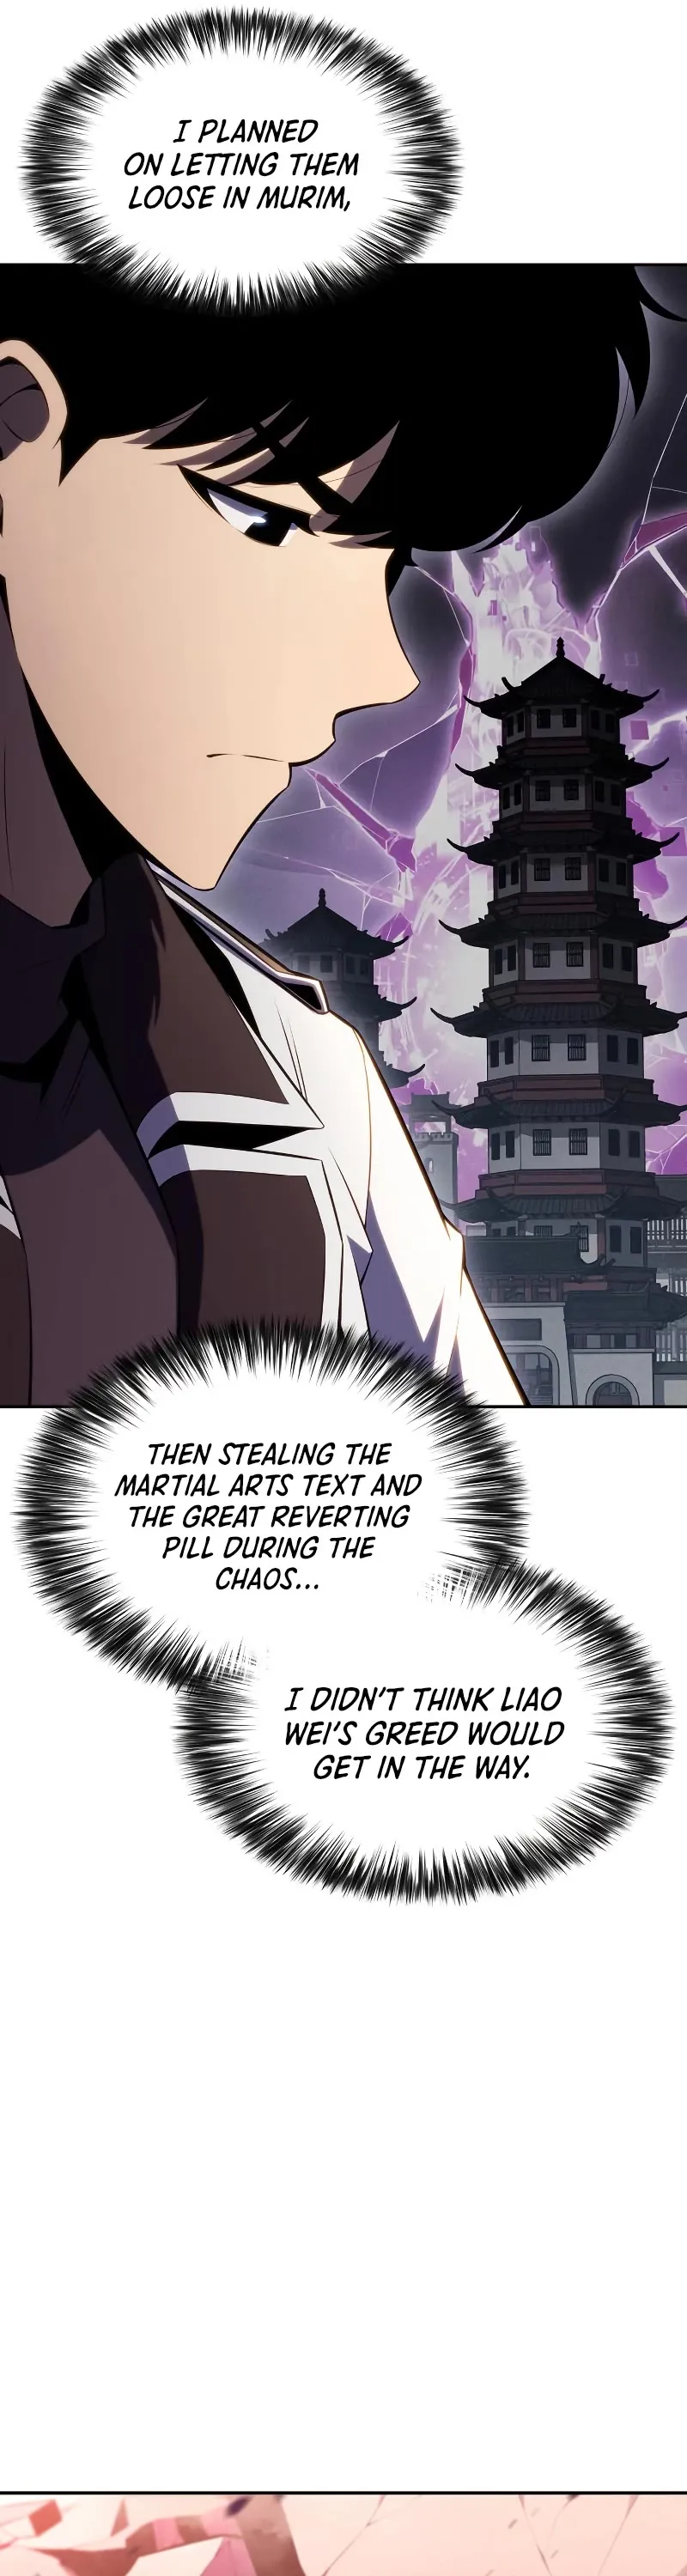 I PLANNED
ON LETTING THEM
LOOSE IN MURIM,
THEN STEALING THE
MARTIAL ARTS TEXT AND
THE GREAT REVERTING
PILL DURING THE
CHAOS...
I DIDN'T THINK LIAO
WEI'S GREED WOULD
GET IN THE WAY.